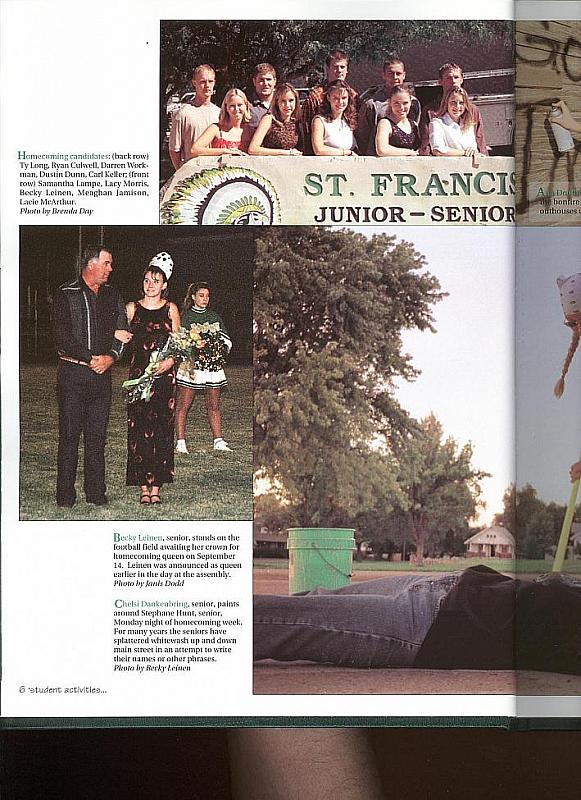 ST. FRANCIS
JUNIOR – SENIOR
Homecoming candidates: (back row)
Ty Long, Ryan Culwell, Darren Work-
man, Dustin Dunn, Carl Keller; (front
row) Samantha Lampe, Lacy Morris,
Becky Leinen, Menghan Jamison,
Lacie McArthur.
Photo by Brenda Day
the bonfire
outhouses
Becky Leinen, senior, stands on the
football field awaiting her crown for
homecoming queen on September
14. Leinen was announced as queen
earlier in the day at the assembly.
Photo by Janis Dodd
Chelsi Dankenbring, senior, paints
around Stephane Hunt, senior,
Monday night of homecoming week.
For many years the seniors have
splattered whitewash up and down
main street in an attempt to write
their names or other phrases.
Photo by Becky Leinen
6 student activities...